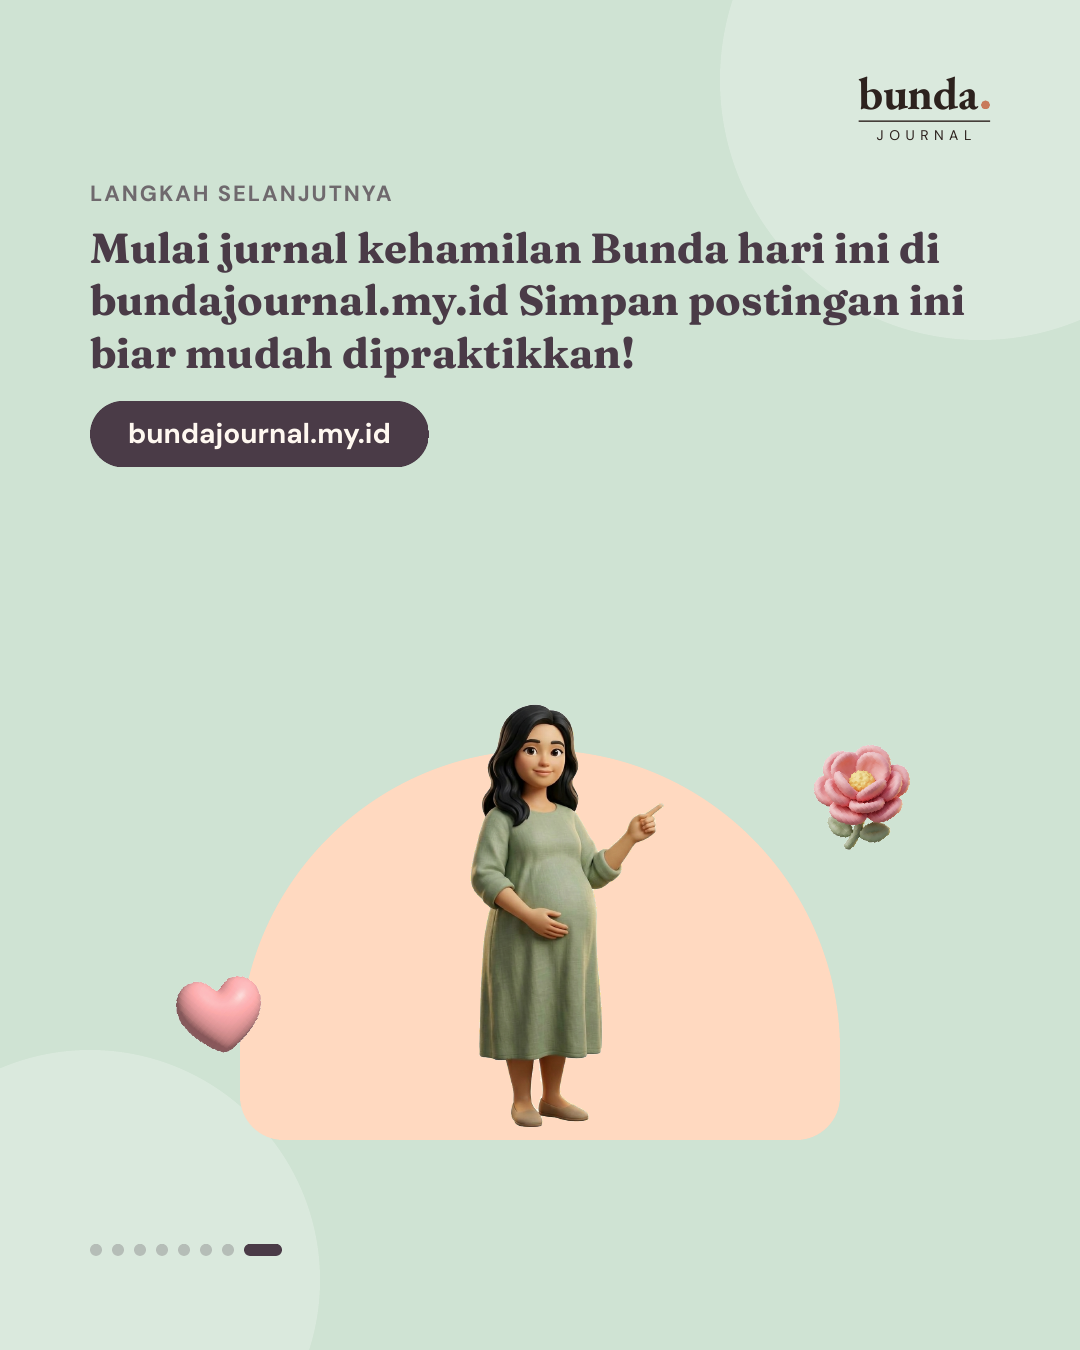 bunda.
JOURNAL
LANGKAH SELANJUTNYA
Mulai jurnal kehamilan Bunda hari ini di
bundajournal.my.id Simpan postingan ini
biar mudah dipraktikkan!
bundajournal.my.id